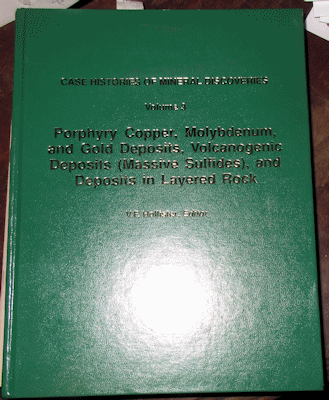 CASE HISTORIES OF MINERAL DISCOVERIES
Volume 3
Porphyry Copper, Molybdenum,
and Gold Deposits, Volcanogenic
Deposits (Massive Sulfides), and
Deposits in Layered Rock
V.F. Hollister, Editor